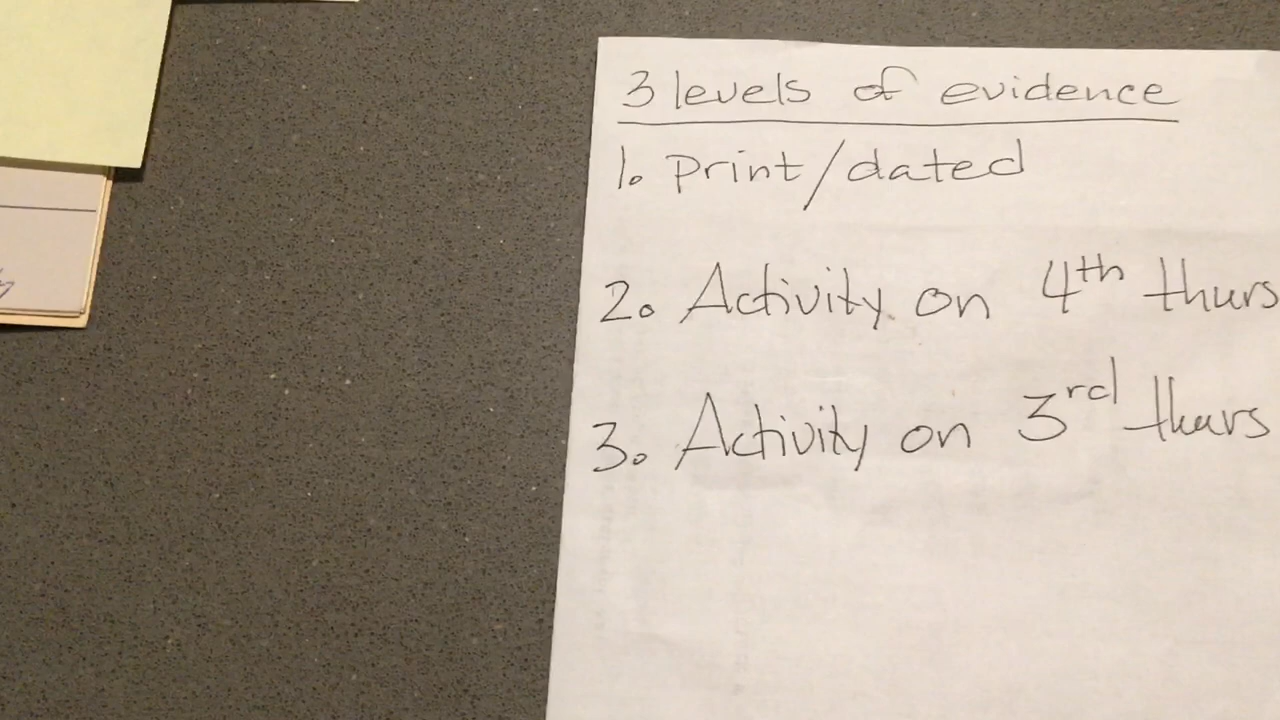 3 levels of evidence
1. Print/dated
2. Activity on 4th thurs
3. Activity on 3rd thurs